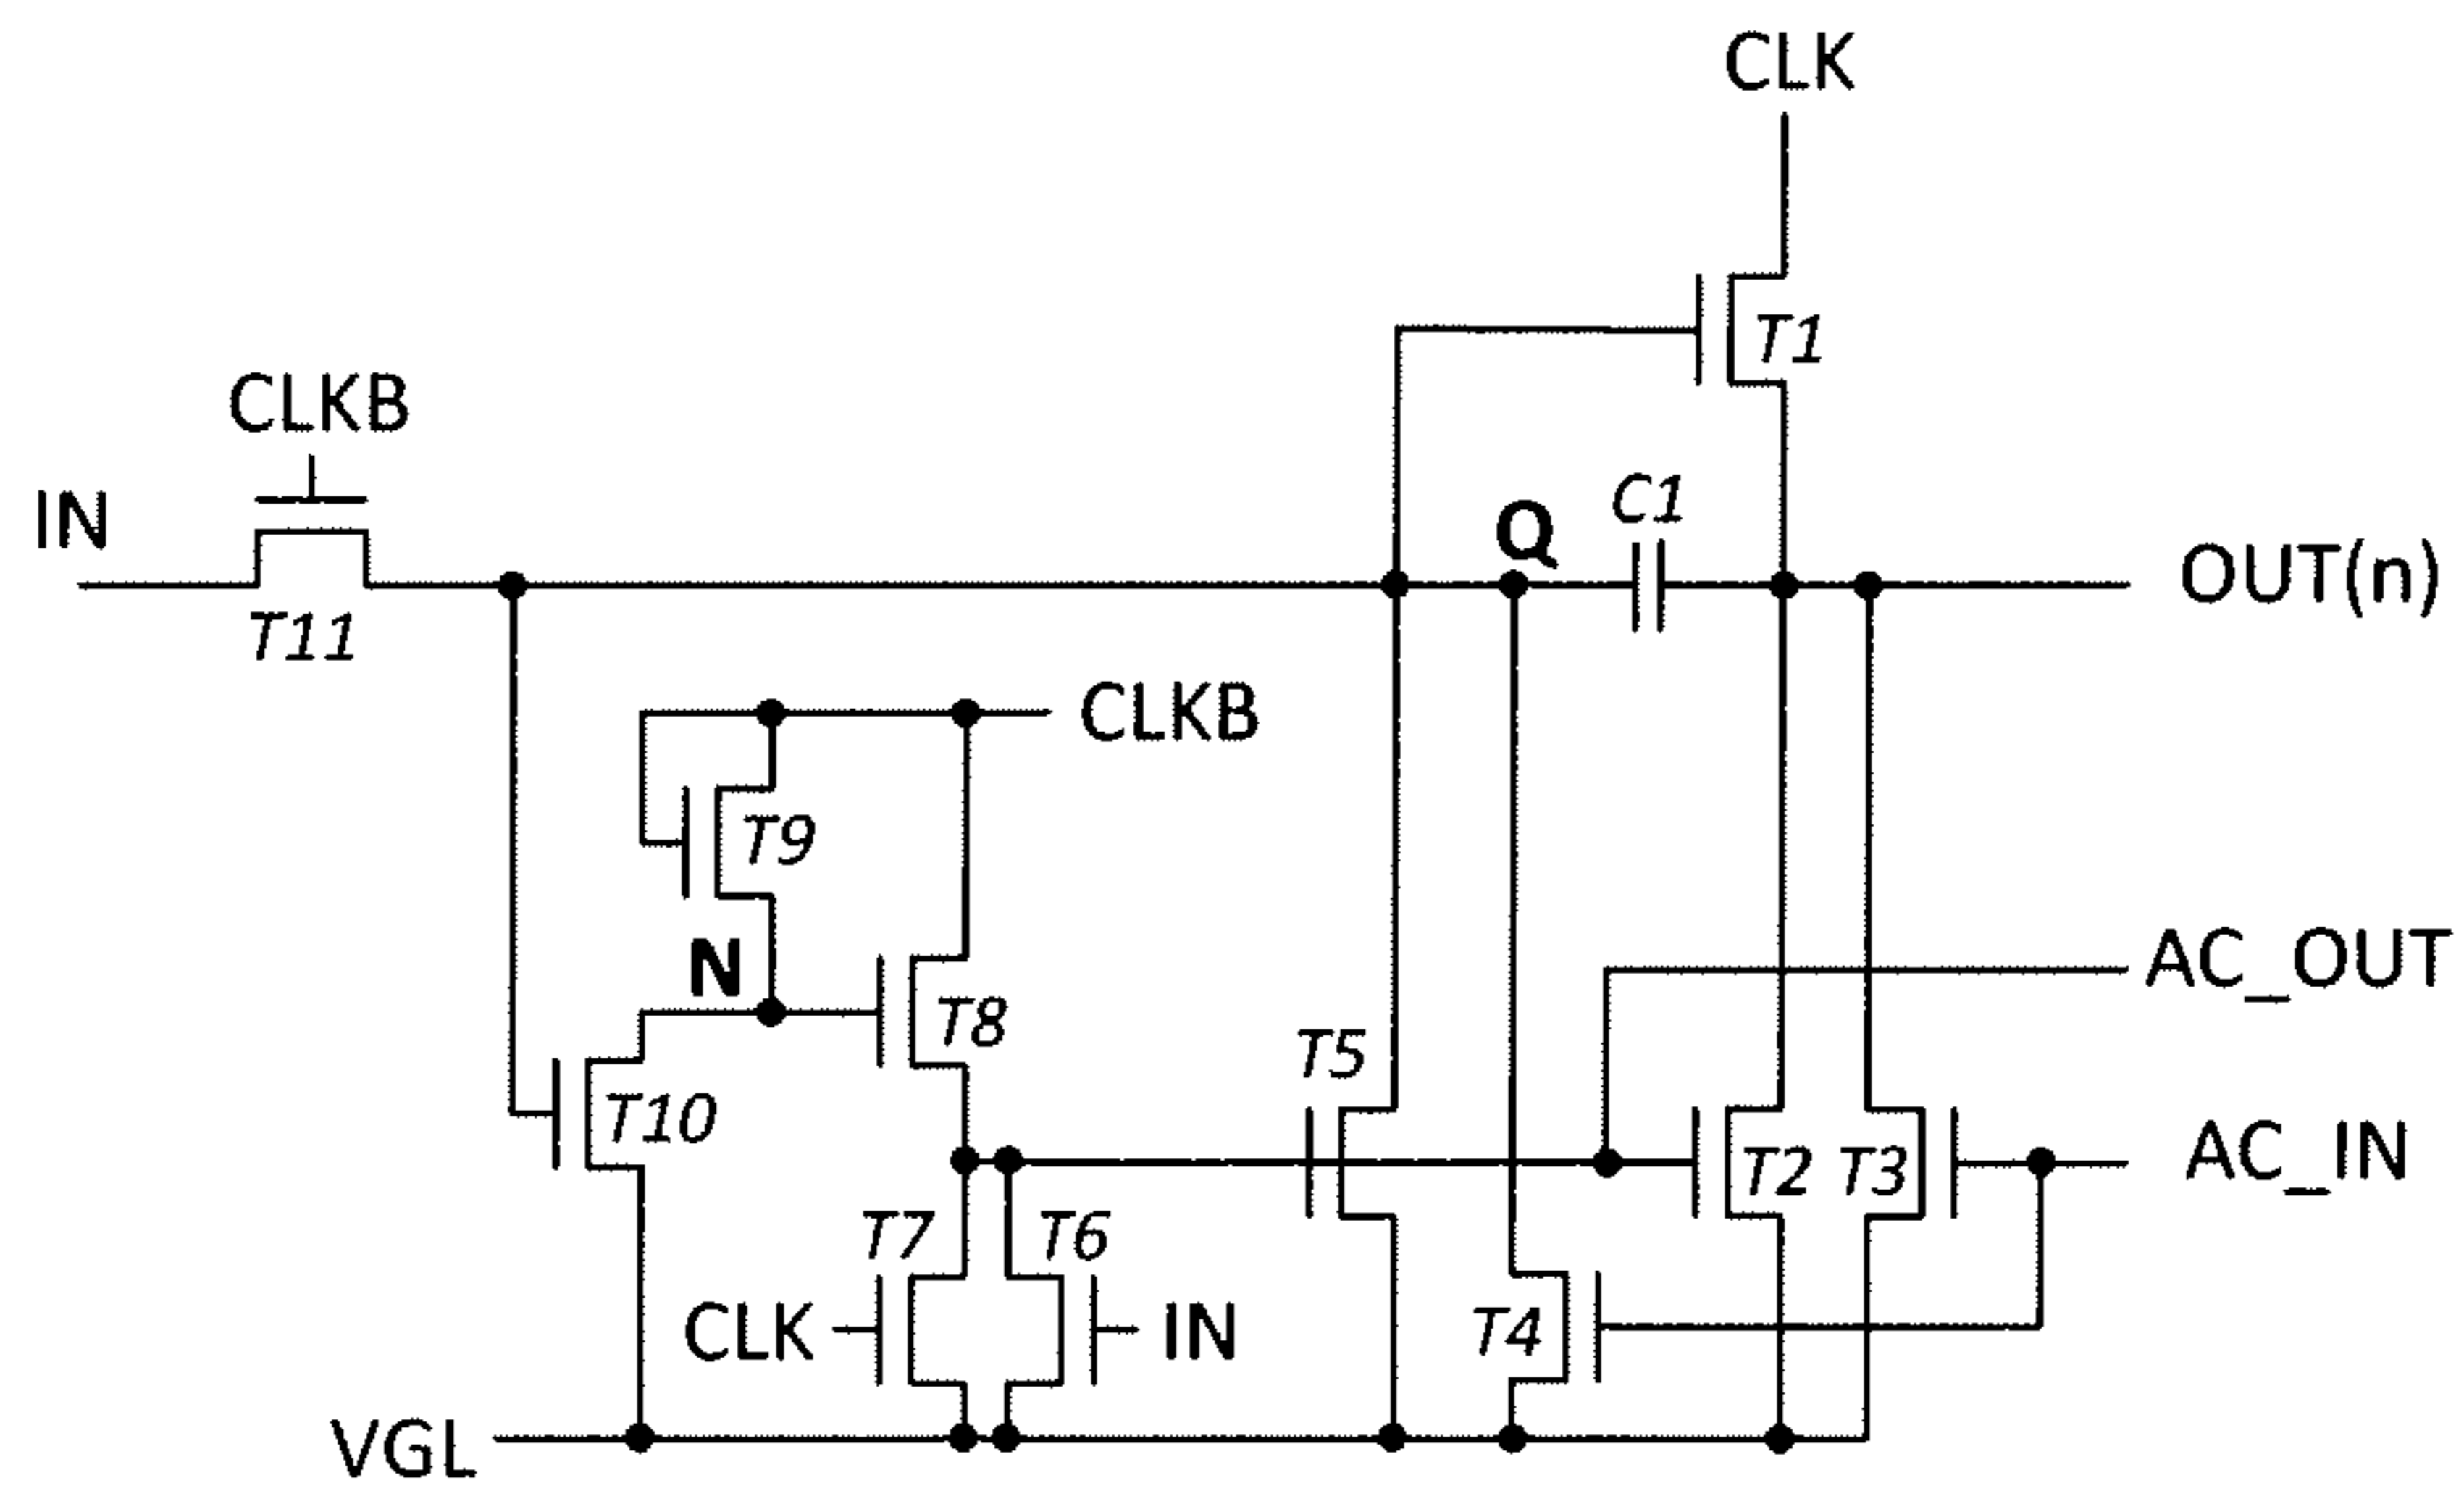 CLK
T1
CLKB
IN
T11
Q
C1
OUT(n)
CLKB
T9
N
T8
AC_OUT
T5
T10
T2
T3
AC_IN
T7
T6
CLK
IN
T4
VGL